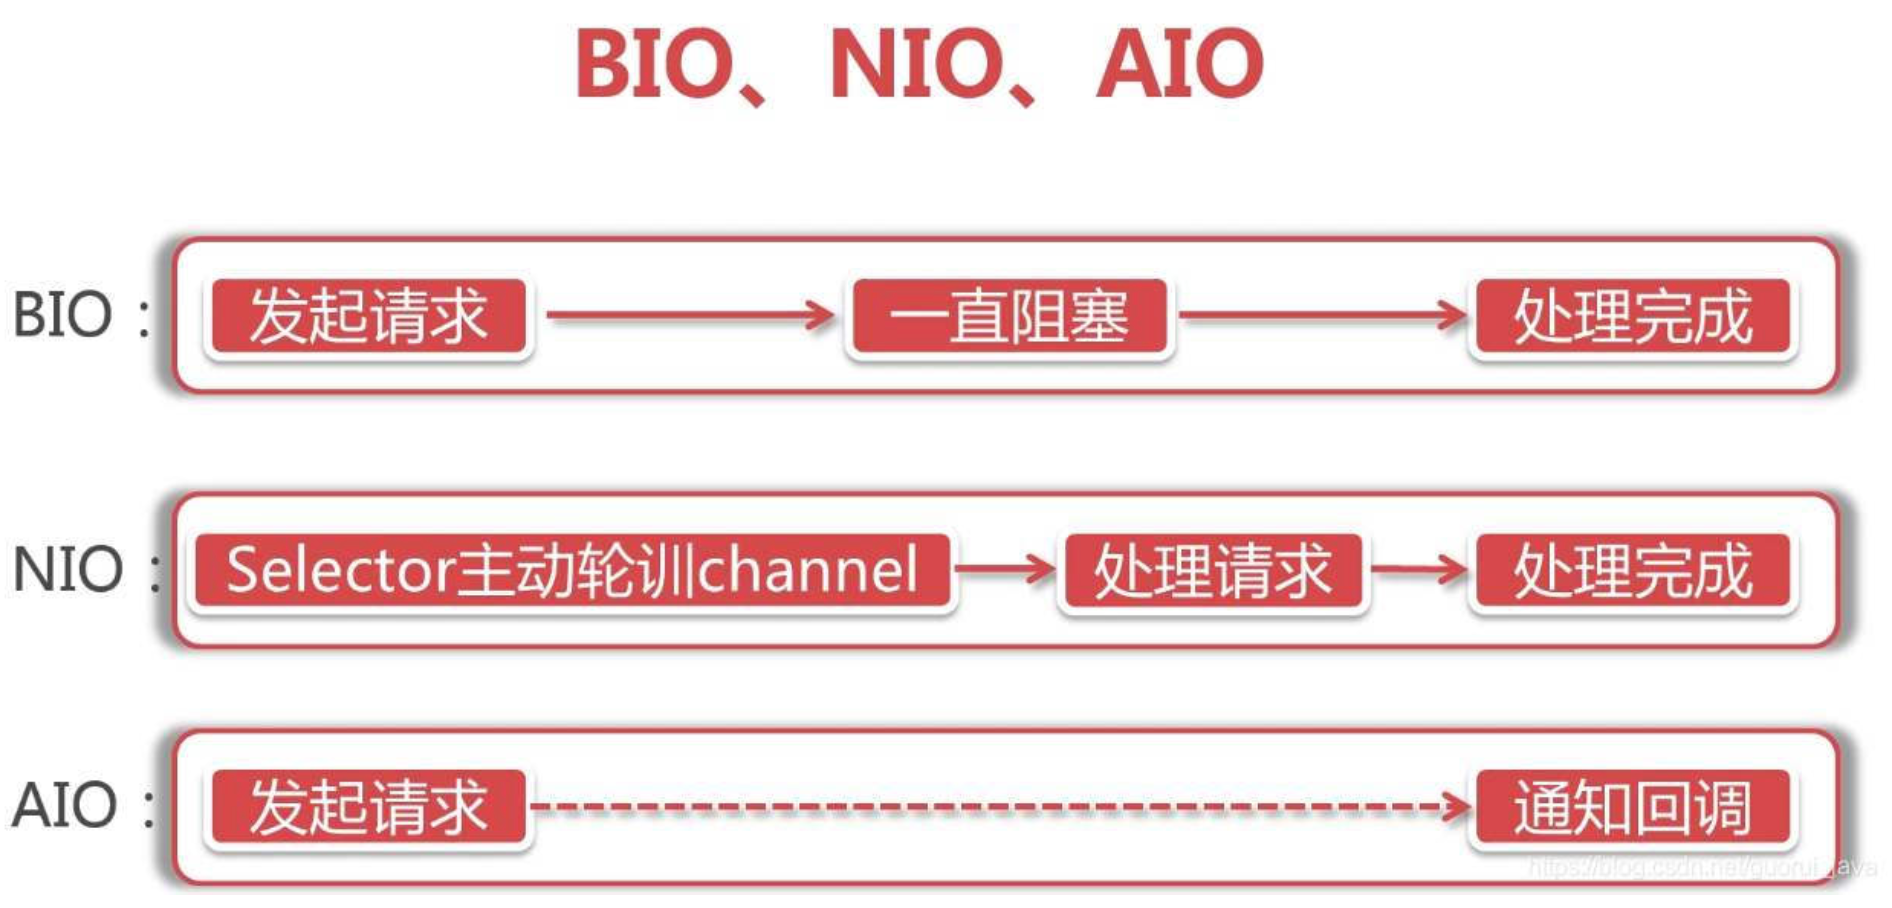 BIO、NIO、AIO
BIO： 发起请求 一直阻塞 处理完成
NIO： Selector主动轮训channel 处理请求 处理完成
AIO： 发起请求 通知回调
https://blog.csdn.net/guorui_java